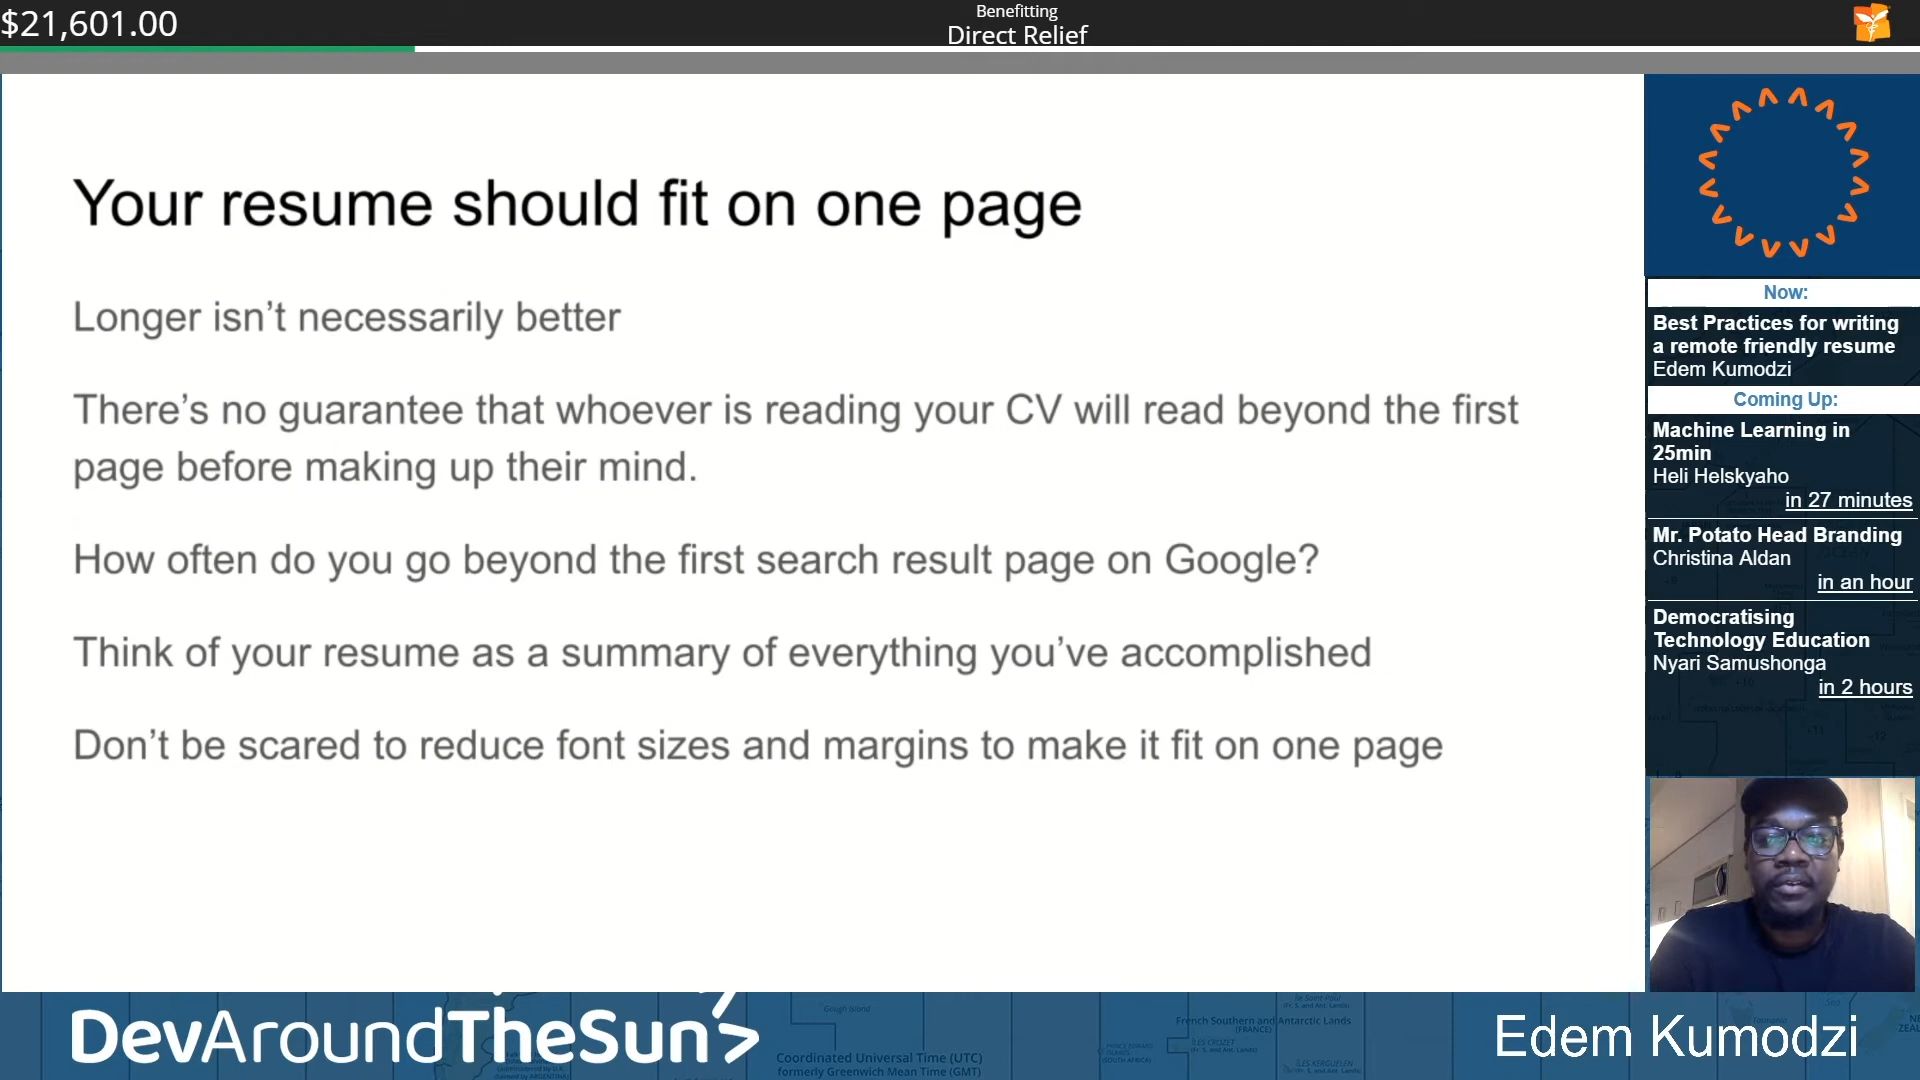 $21,601.00
Benefitting
Direct Relief
Your resume should fit on one page
Longer isn’t necessarily better
There’s no guarantee that whoever is reading your CV will read beyond the first
page before making up their mind.
How often do you go beyond the first search result page on Google?
Think of your resume as a summary of everything you’ve accomplished
Don’t be scared to reduce font sizes and margins to make it fit on one page
Now:
Best Practices for writing
a remote friendly resume
Edem Kumodzi
Coming Up:
Machine Learning in
25min
Heli Helskyaho
in 27 minutes
Mr. Potato Head Branding
Christina Aldan
in an hour
Democratising
Technology Education
Nyari Samushonga
in 2 hours
DevAroundTheSun
Edem Kumodzi
Gough Island
Coordinated Universal Time (UTC)
formerly Greenwich Mean Time (GMT)
French Southern and Antarctic Lands
(FRANCE)